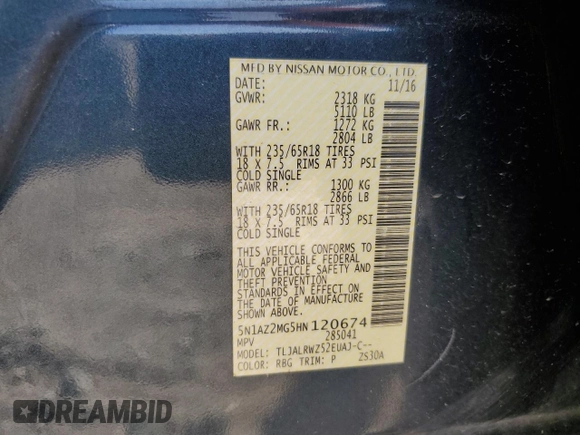 MFD BY NISSAN MOTOR CO., LTD.
DATE: 11/16
GVWR: 2318 KG
5110 LB
GAWR FR.: 1272 KG
2804 LB
WITH 235/65R18 TIRES
18 X 7.5 RIMS AT 33 PSI
COLD SINGLE
GAWR RR.: 1300 KG
2866 LB
WITH 235/65R18 TIRES
18 X 7.5 RIMS AT 33 PSI
COLD SINGLE
THIS VEHICLE CONFORMS TO
ALL APPLICABLE FEDERAL
MOTOR VEHICLE SAFETY AND
THEFT PREVENTION
STANDARDS IN EFFECT ON
THE DATE OF MANUFACTURE
SHOWN ABOVE.
5N1AZ2MG5HN120674
MPV 285041
MODEL: TLJALRWZ52EUAJ-C--
COLOR: RBG TRIM: P ZS30A
DREAMBID